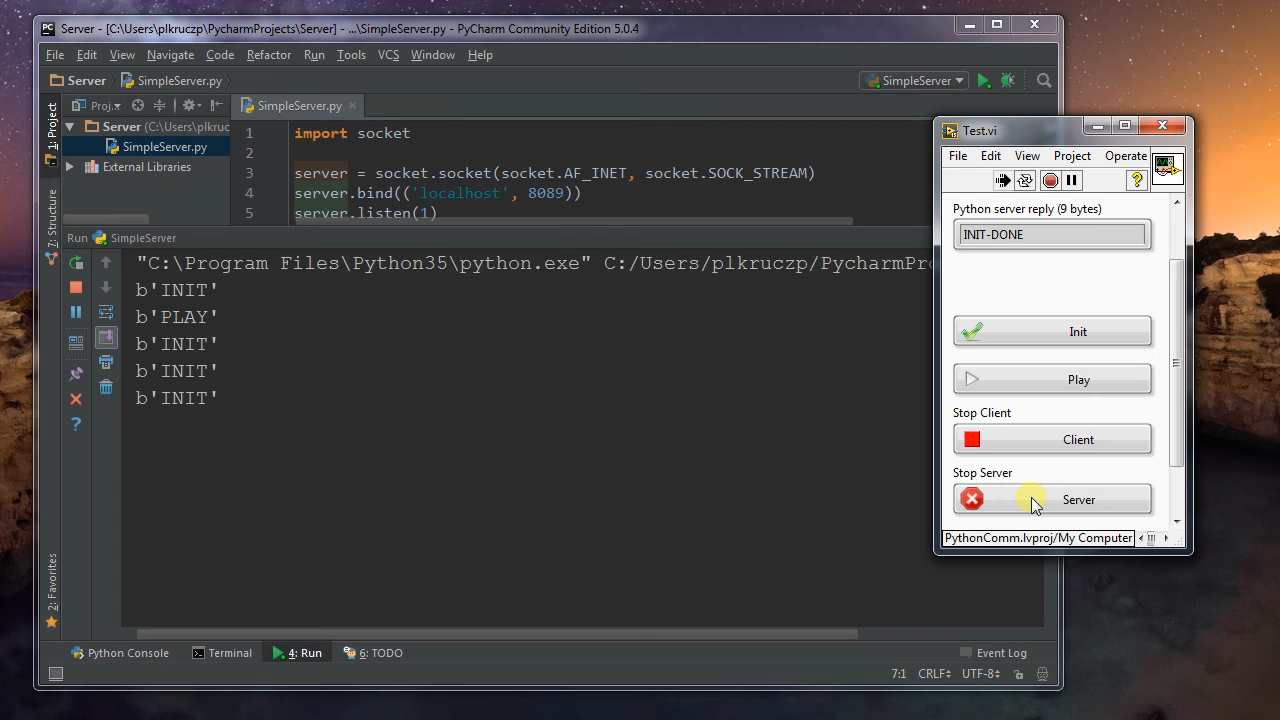 PC Server - [C:\Users\plkruczp\PycharmProjects\Server] - ...\SimpleServer.py - PyCharm Community Edition 5.0.4
File Edit View Navigate Code Refactor Run Tools VCS Window Help
Server SimpleServer.py SimpleServer
1: Project
Proj.. SimpleServer.py
Server (C:\Users\plkruc
SimpleServer.py
External Libraries
7: Structure
2: Favorites
1 import socket
2
3 server = socket.socket(socket.AF_INET, socket.SOCK_STREAM)
4 server.bind(('localhost', 8089))
5 server.listen(1)
Run SimpleServer
"C:\Program Files\Python35\python.exe" C:/Users/plkruczp/PycharmPro
b'INIT'
b'PLAY'
b'INIT'
b'INIT'
b'INIT'
Python Console Terminal 4: Run 6: TODO Event Log
7:1 CRLF UTF-8
Test.vi
File Edit View Project Operate
Python server reply (9 bytes)
INIT-DONE
Init
Play
Stop Client
Client
Stop Server
Server
PythonComm.lvproj/My Computer